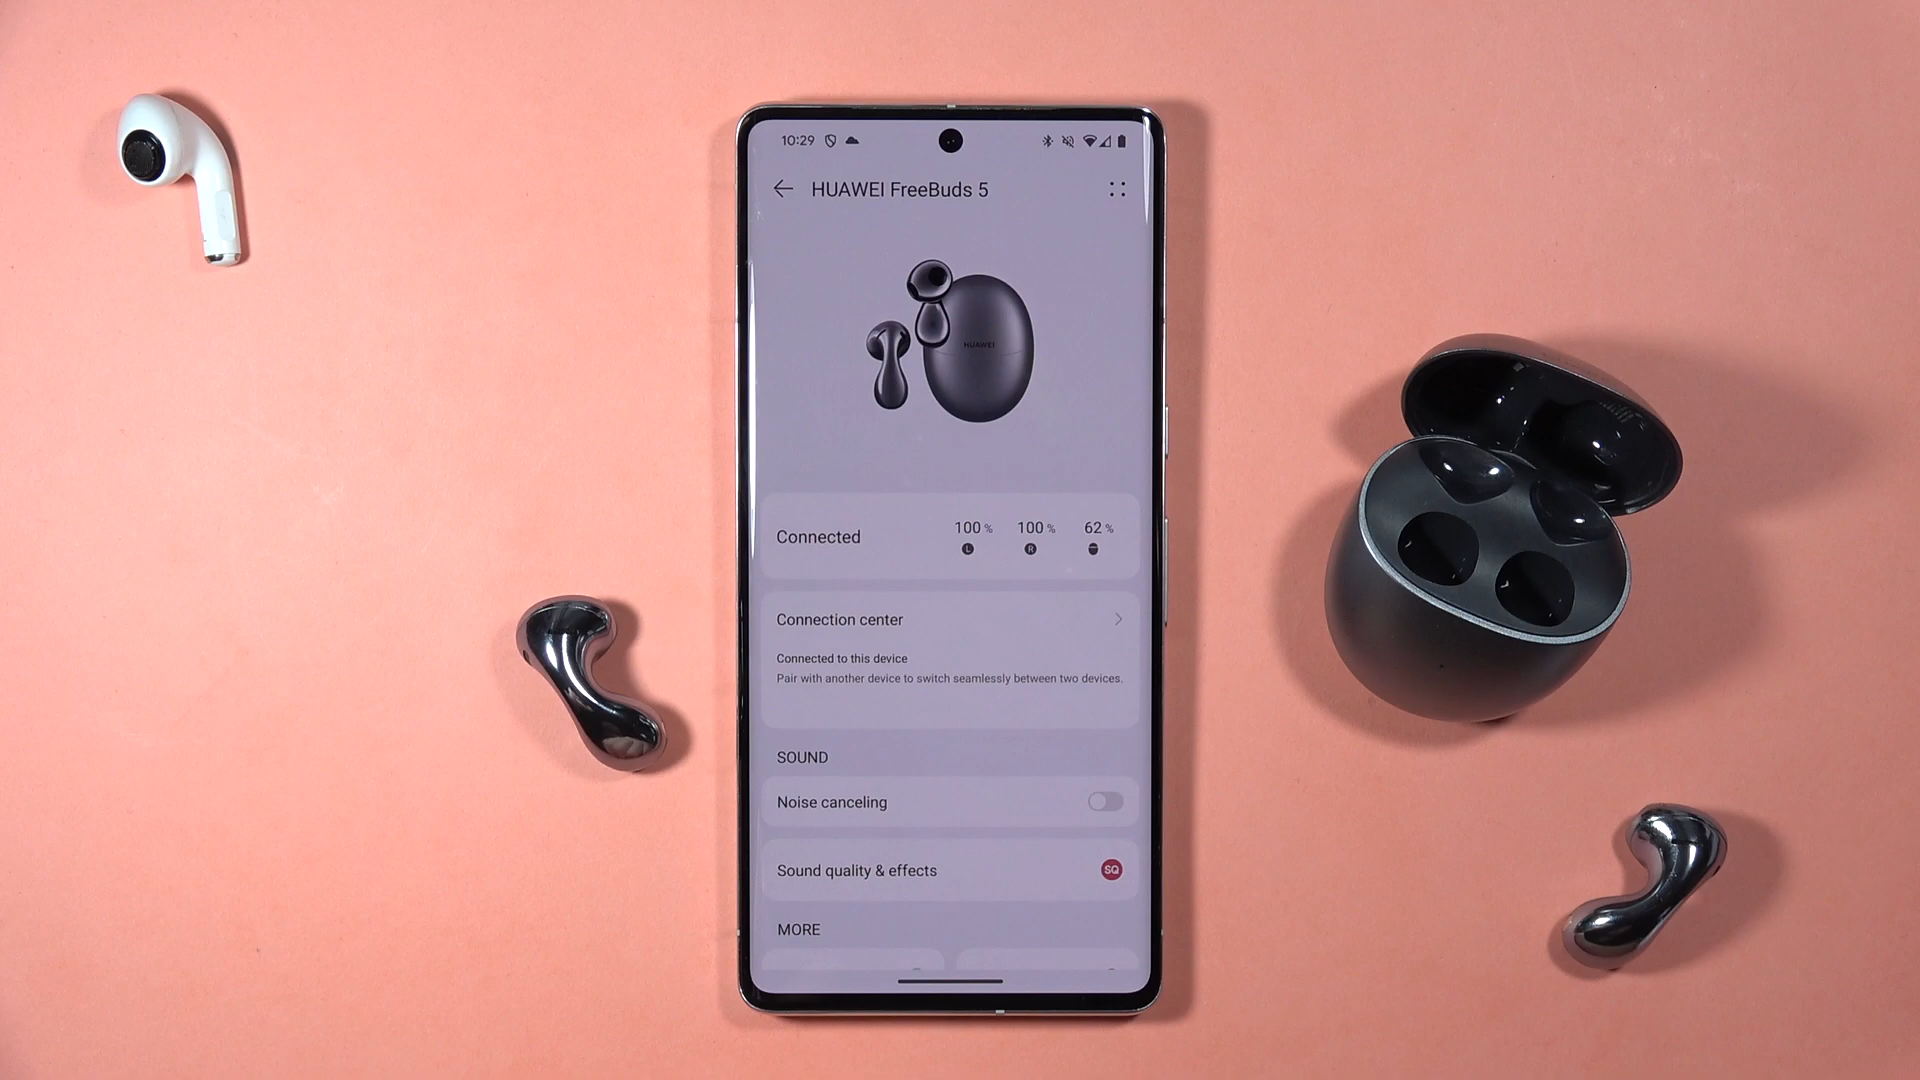 10:29
HUAWEI FreeBuds 5
HUAWEI
Connected
100 % 100 % 62 %
L R
Connection center
Connected to this device
Pair with another device to switch seamlessly between two devices.
SOUND
Noise canceling
Sound quality & effects
SQ
MORE